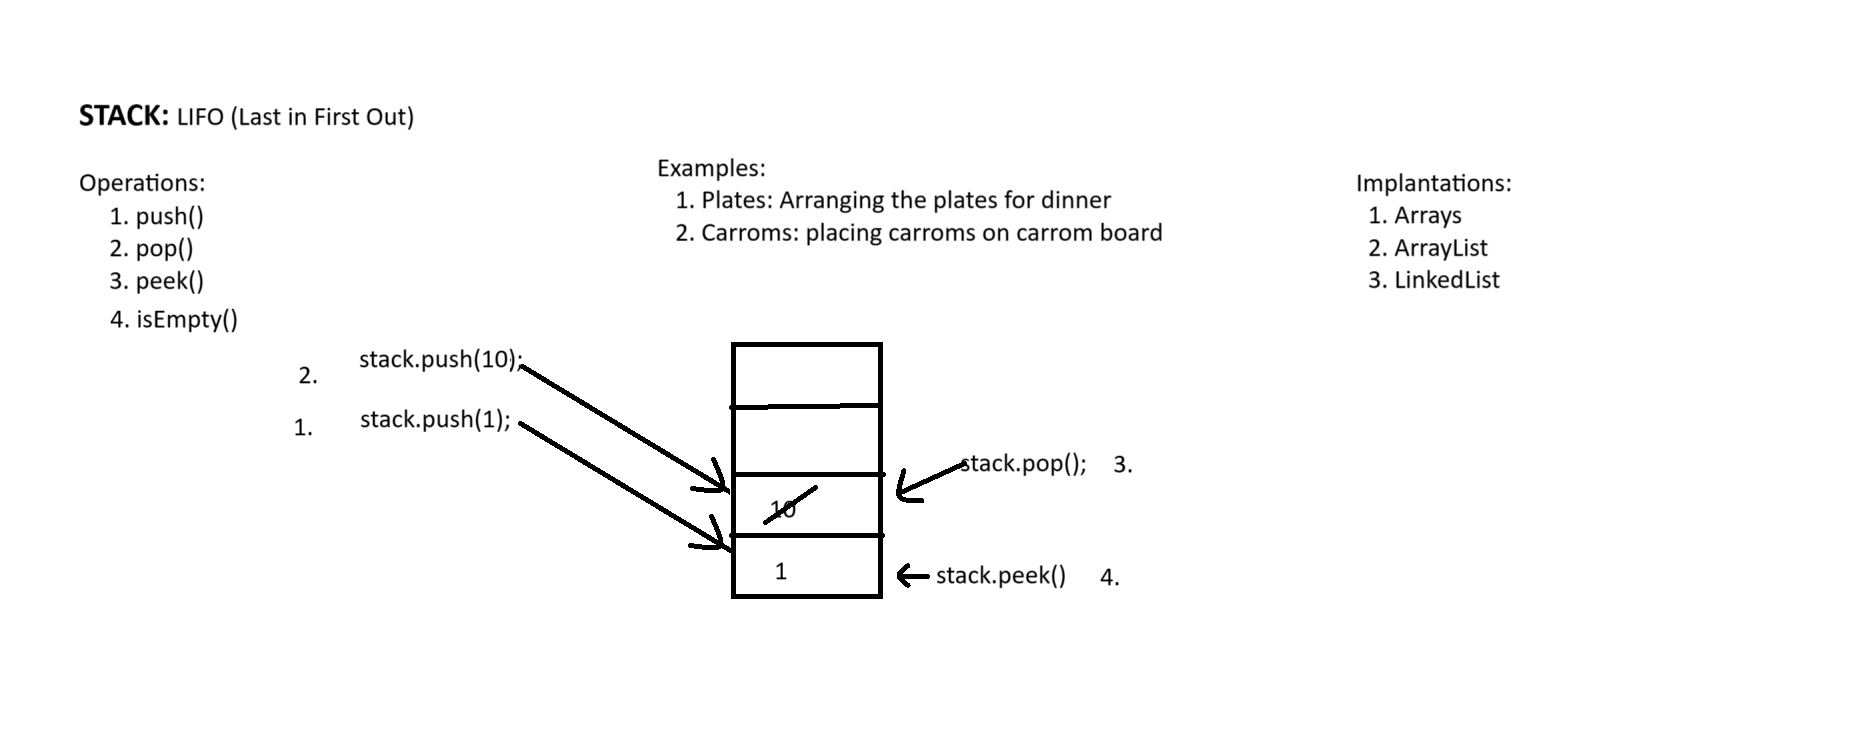 STACK: LIFO (Last in First Out)
Operations:
1. push()
2. pop()
3. peek()
4. isEmpty()
Examples:
1. Plates: Arranging the plates for dinner
2. Carroms: placing carroms on carrom board
Implantations:
1. Arrays
2. ArrayList
3. LinkedList
2. stack.push(10);
1. stack.push(1);
10
1
stack.pop(); 3.
stack.peek() 4.